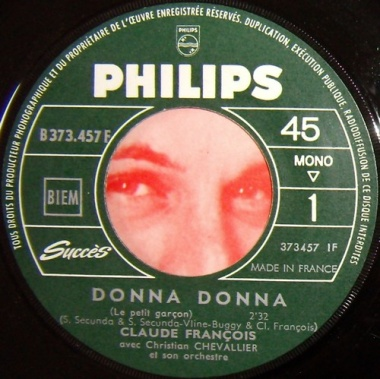 TOUS DROITS DU PRODUCTEUR PHONOGRAPHIQUE ET DU PROPRIÉTAIRE DE L'ŒUVRE ENREGISTRÉE RÉSERVÉS. DUPLICATION, EXÉCUTION PUBLIQUE, RADIODIFFUSION DE CE DISQUE INTERDITES
PHILIPS
PHILIPS
B 373.457 F
45
MONO
BIEM
1
Succès
373457 1F
MADE IN FRANCE
DONNA DONNA
(Le petit garçon) 2'32
(S. Secunda & S. Secunda-Vline-Buggy & Cl. François)
CLAUDE FRANÇOIS
avec Christian CHEVALLIER
et son orchestre